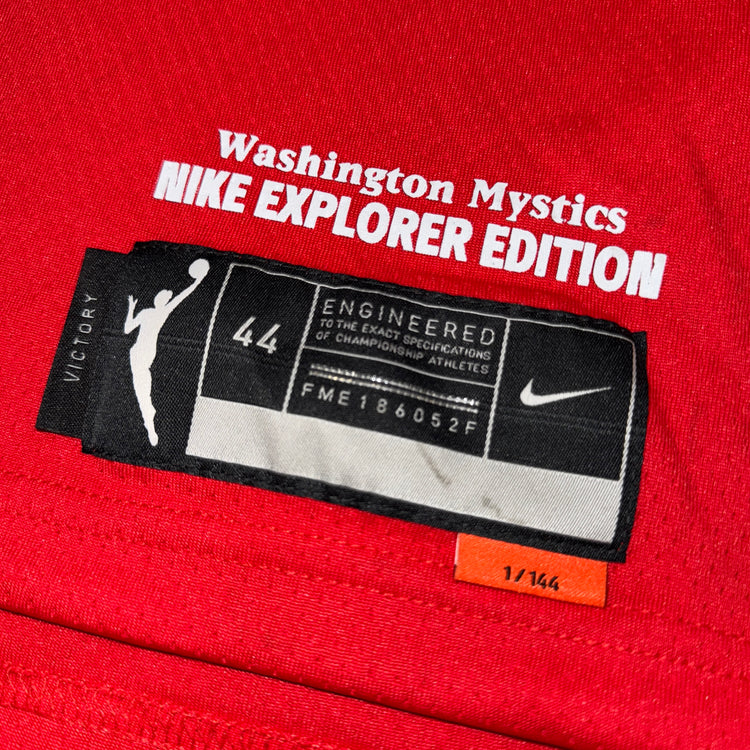 Washington Mystics
NIKE EXPLORER EDITION
VICTORY
44
ENGINEERED
TO THE EXACT SPECIFICATIONS
OF CHAMPIONSHIP ATHLETES
FME186052F
1/144